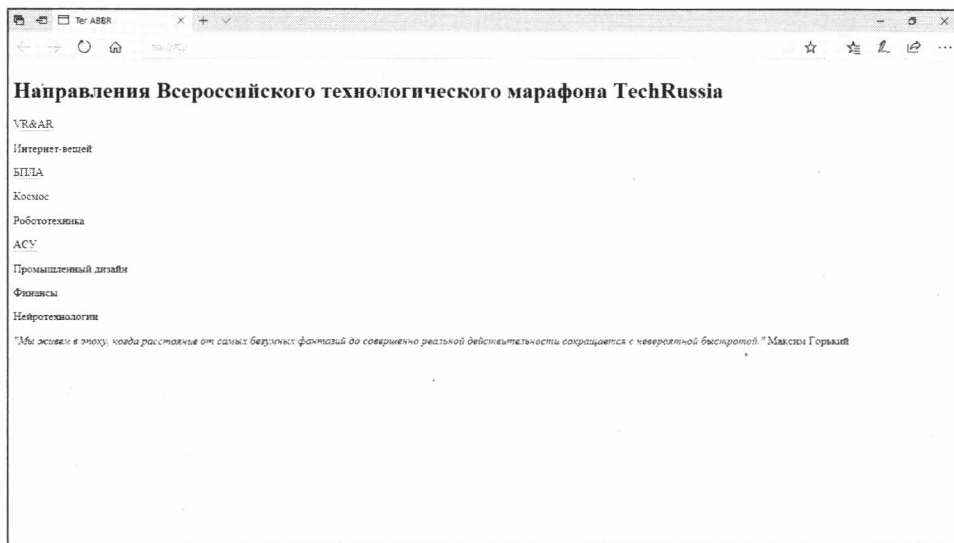 Тег ABBR
Направления Всероссийского технологического марафона TechRussia
VR&AR
Интернет-вещей
БПЛА
Космос
Робототехника
АСУ
Промышленный дизайн
Финансы
Нейротехнологии
"Мы живем в эпоху, когда расстояние от самых безумных фантазий до совершенно реальной действительности сокращается с невероятной быстротой." Максим Горький